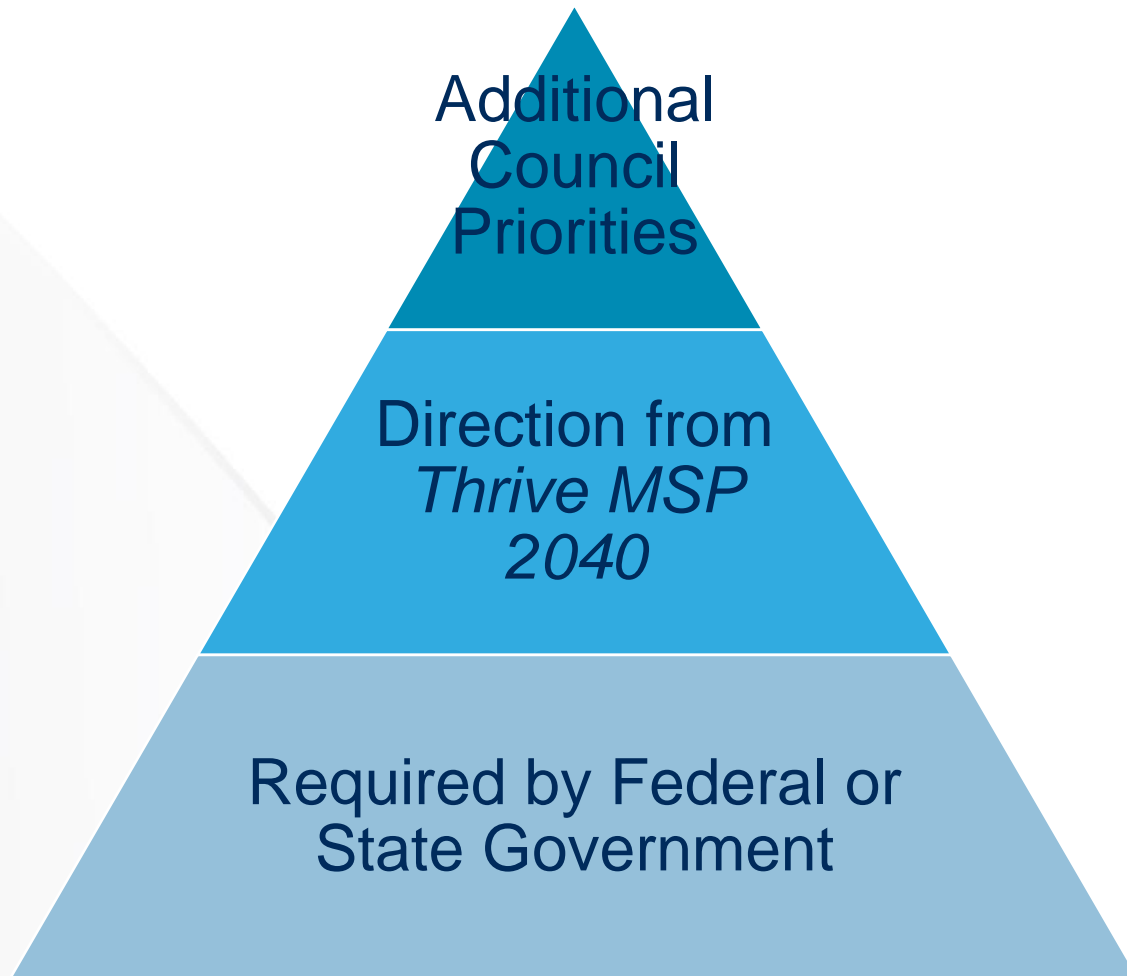 Additional
Council
Priorities
Direction from
Thrive MSP
2040
Required by Federal or
State Government